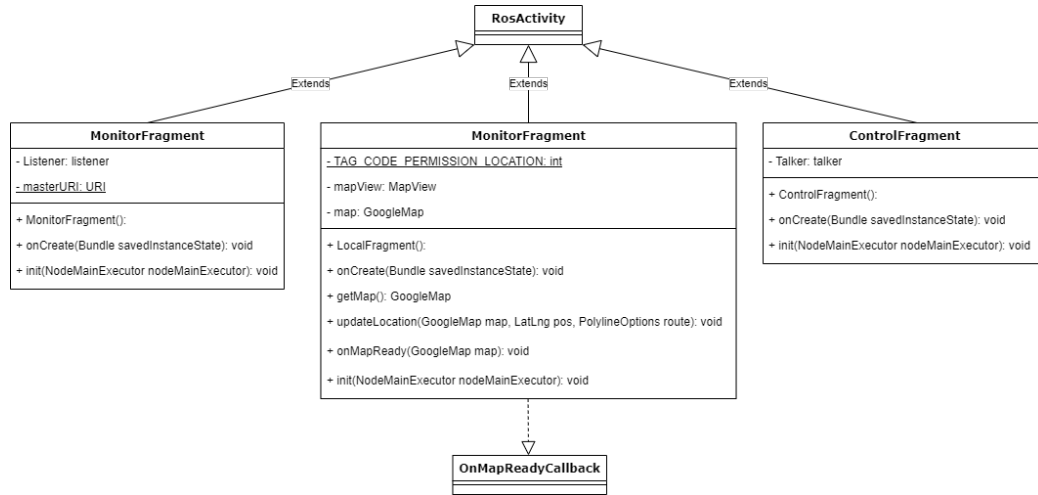 RosActivity
Extends
Extends
Extends
MonitorFragment
- Listener: listener
- masterURI: URI
+ MonitorFragment():
+ onCreate(Bundle savedInstanceState): void
+ init(NodeMainExecutor nodeMainExecutor): void
MonitorFragment
- TAG_CODE_PERMISSION_LOCATION: int
- mapView: MapView
- map: GoogleMap
+ LocalFragment():
+ onCreate(Bundle savedInstanceState): void
+ getMap(): GoogleMap
+ updateLocation(GoogleMap map, LatLng pos, PolylineOptions route): void
+ onMapReady(GoogleMap map): void
+ init(NodeMainExecutor nodeMainExecutor): void
ControlFragment
- Talker: talker
+ ControlFragment():
+ onCreate(Bundle savedInstanceState): void
+ init(NodeMainExecutor nodeMainExecutor): void
OnMapReadyCallback